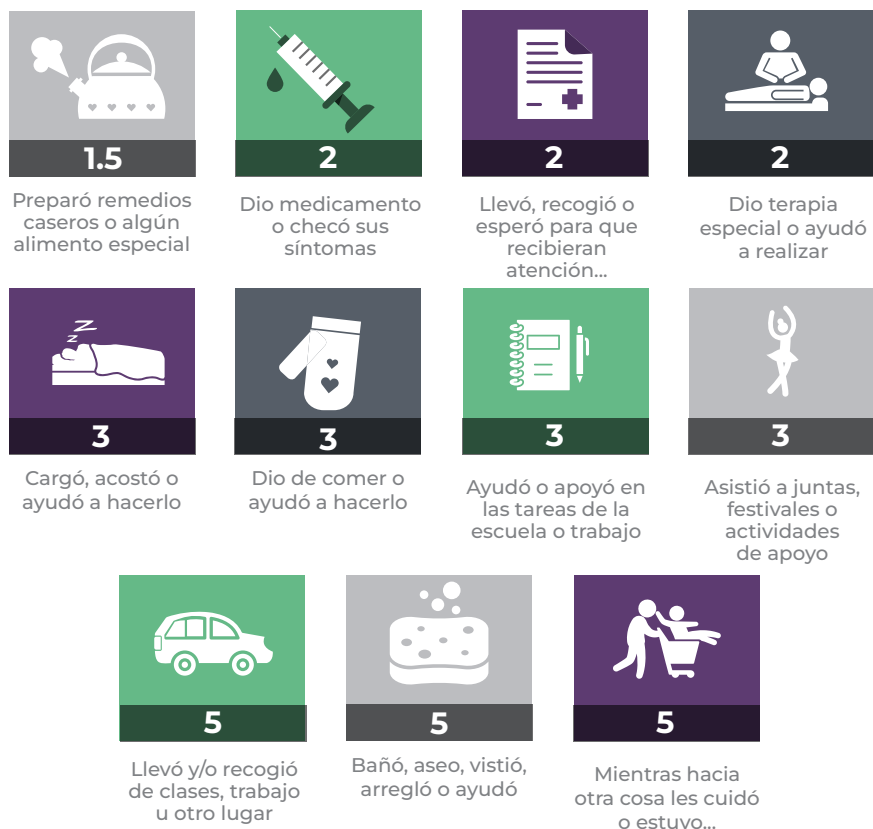 1.5
Preparó remedios
caseros o algún
alimento especial
2
Dio medicamento
o checó sus
síntomas
2
Llevó, recogió o
esperó para que
recibieran
atención...
2
Dio terapia
especial o ayudó
a realizar
Z
Z
3
Cargó, acostó o
ayudó a hacerlo
3
Dio de comer o
ayudó a hacerlo
3
Ayudó o apoyó en
las tareas de la
escuela o trabajo
3
Asistió a juntas,
festivales o
actividades
de apoyo
5
Llevó y/o recogió
de clases, trabajo
u otro lugar
5
Bañó, aseo, vistió,
arregló o ayudó
5
Mientras hacia
otra cosa les cuidó
o estuvo...